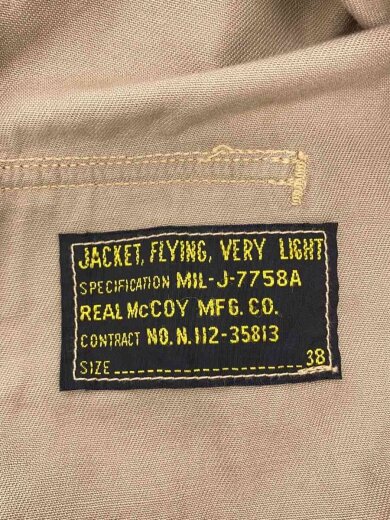 JACKET, FLYING, VERY LIGHT
SPECIFICATION MIL-J-7758A
REAL McCOY MFG. CO.
CONTRACT NO. N. 112-35813
SIZE 38